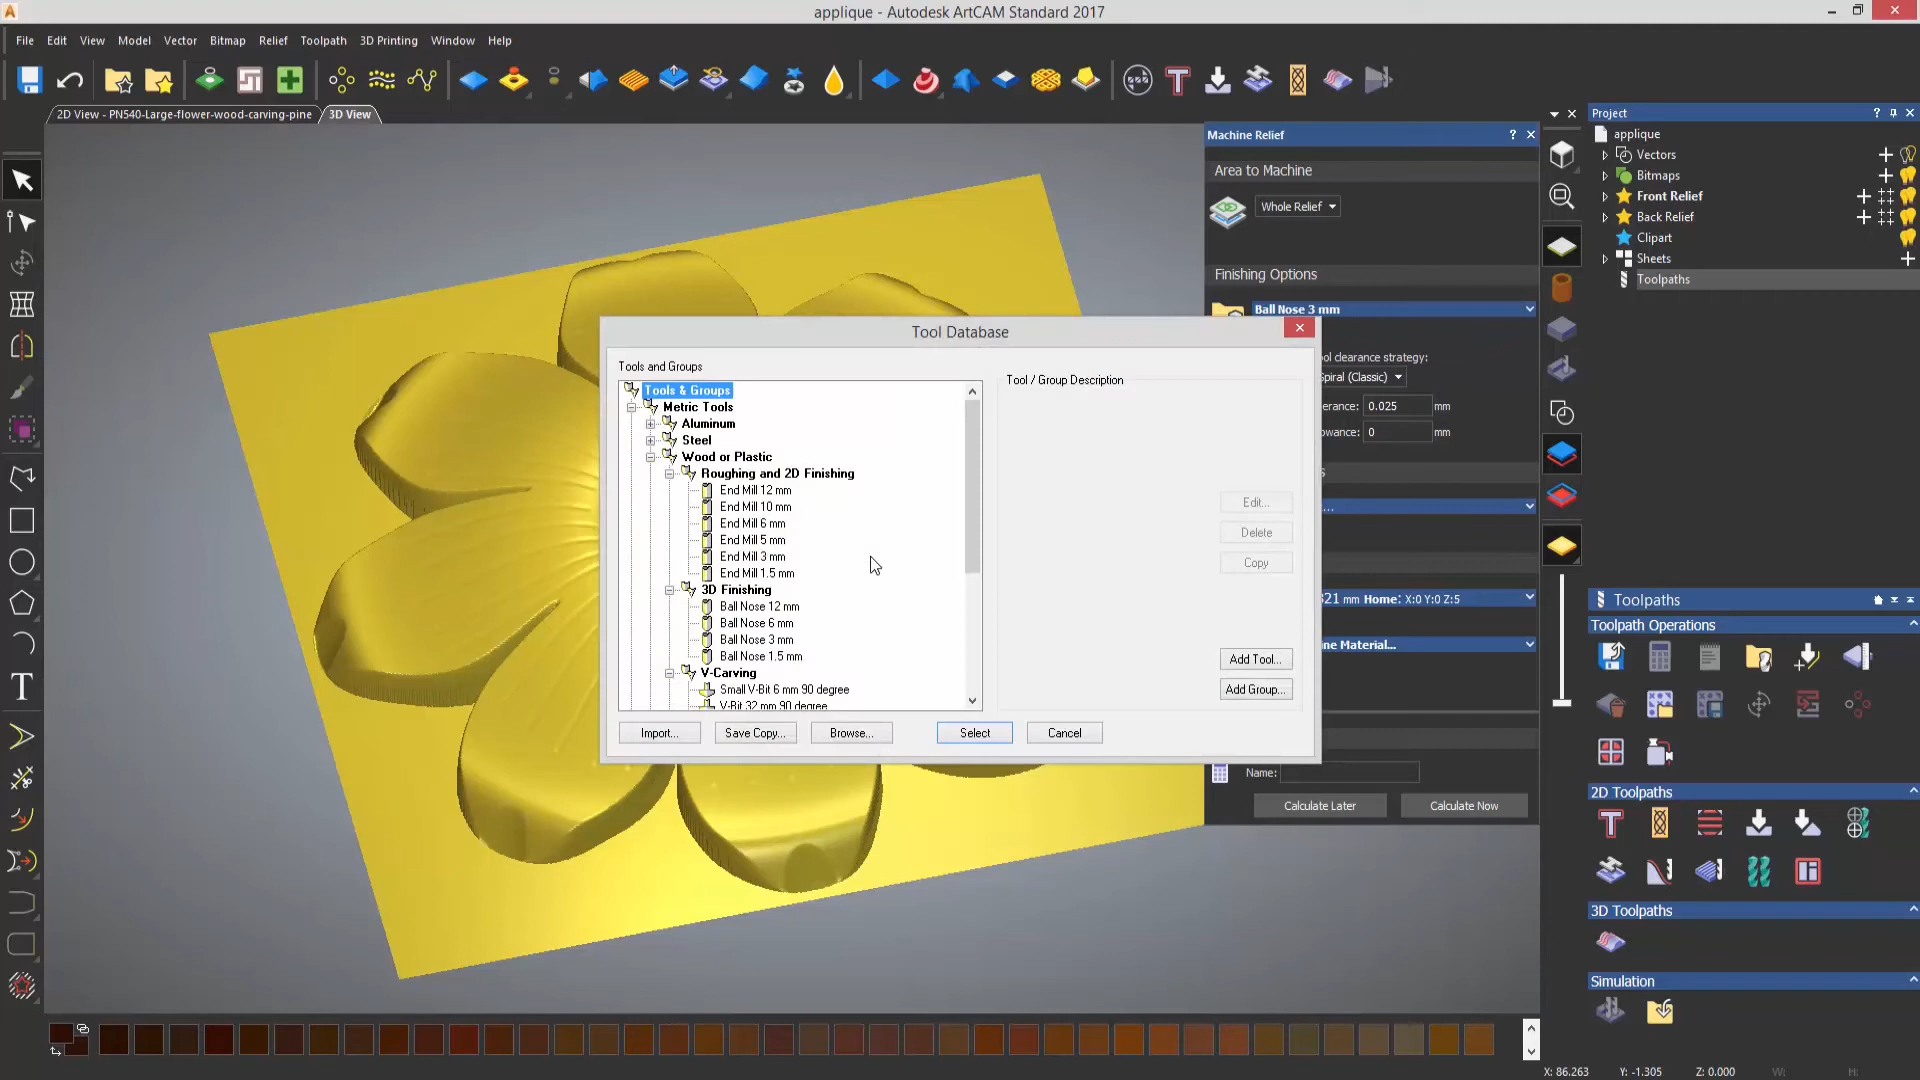 applique - Autodesk ArtCAM Standard 2017
File Edit View Model Vector Bitmap Relief Toolpath 3D Printing Window Help
2D View - PN540-Large-flower-wood-carving-pine 3D View
Machine Relief
Area to Machine
Whole Relief
Finishing Options
Ball Nose 3 mm
ool clearance strategy:
Spiral (Classic)
erance: 0.025 mm
owance: 0 mm
s
...
321 mm Home: X:0 Y:0 Z:5
ne Material...
Name:
Calculate Later Calculate Now
Tool Database
Tools and Groups
Tools & Groups
Metric Tools
Aluminum
Steel
Wood or Plastic
Roughing and 2D Finishing
End Mill 12 mm
End Mill 10 mm
End Mill 6 mm
End Mill 5 mm
End Mill 3 mm
End Mill 1.5 mm
3D Finishing
Ball Nose 12 mm
Ball Nose 6 mm
Ball Nose 3 mm
Ball Nose 1.5 mm
V-Carving
Small V-Bit 6 mm 90 degree
V-Bit 32 mm 90 degree
Tool / Group Description
Edit...
Delete
Copy
Add Tool...
Add Group...
Import... Save Copy... Browse... Select Cancel
Project
applique
Vectors
Bitmaps
Front Relief
Back Relief
Clipart
Sheets
Toolpaths
Toolpaths
Toolpath Operations
2D Toolpaths
3D Toolpaths
Simulation
X: 86.263 Y: -1.305 Z: 0.000 W: H: